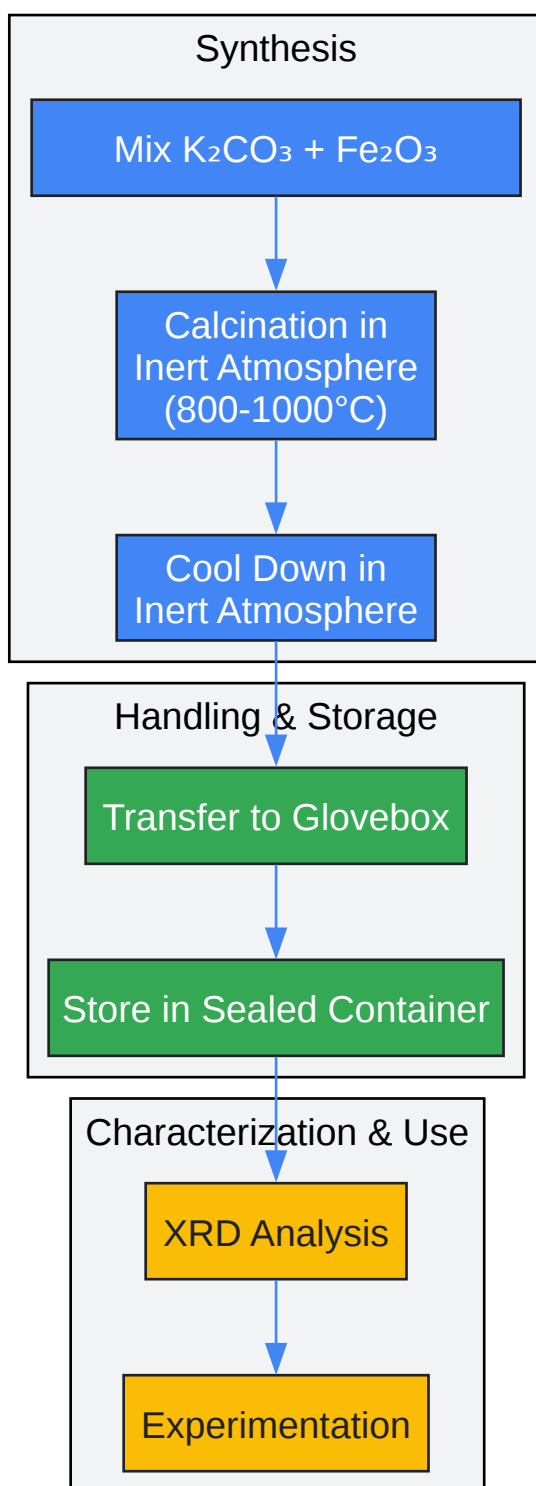 Synthesis
Mix K₂CO₃ + Fe₂O₃
Calcination in
Inert Atmosphere
(800-1000°C)
Cool Down in
Inert Atmosphere
Handling & Storage
Transfer to Glovebox
Store in Sealed Container
Characterization & Use
XRD Analysis
Experimentation